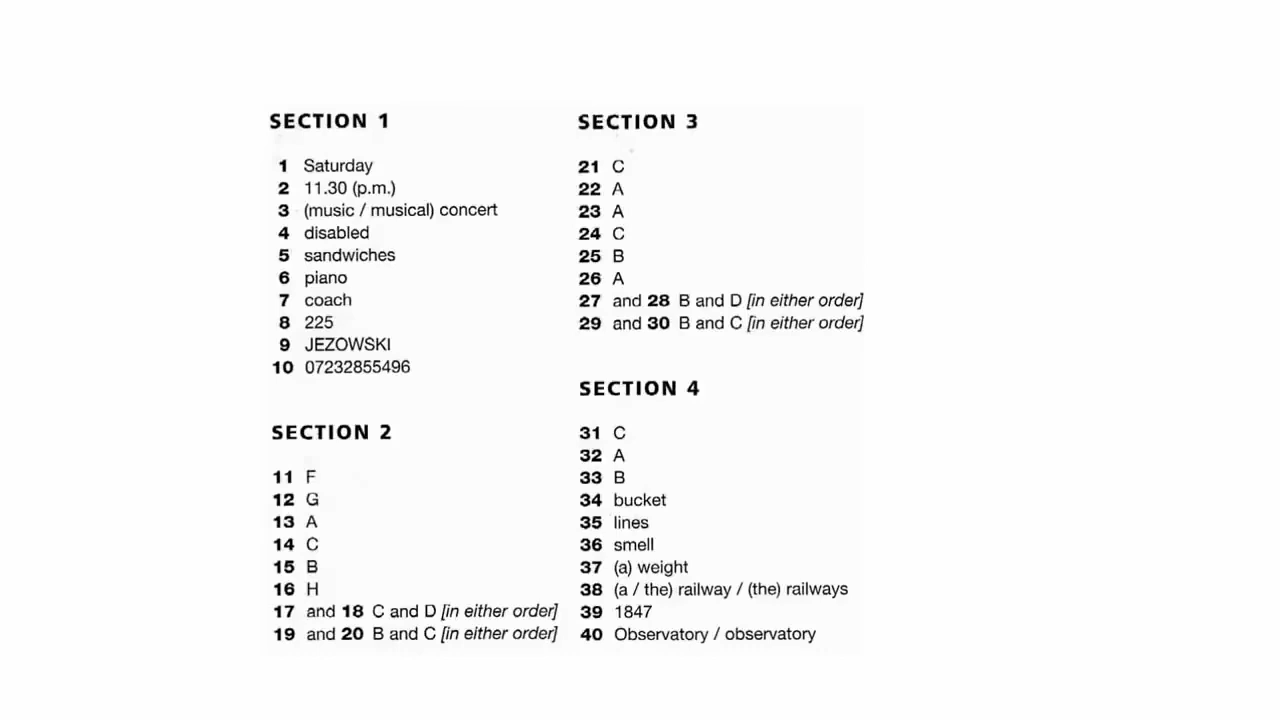 SECTION 1
1 Saturday
2 11.30 (p.m.)
3 (music / musical) concert
4 disabled
5 sandwiches
6 piano
7 coach
8 225
9 JEZOWSKI
10 07232855496
SECTION 2
11 F
12 G
13 A
14 C
15 B
16 H
17 and 18 C and D [in either order]
19 and 20 B and C [in either order]
SECTION 3
21 C
22 A
23 A
24 C
25 B
26 A
27 and 28 B and D [in either order]
29 and 30 B and C [in either order]
SECTION 4
31 C
32 A
33 B
34 bucket
35 lines
36 smell
37 (a) weight
38 (a / the) railway / (the) railways
39 1847
40 Observatory / observatory